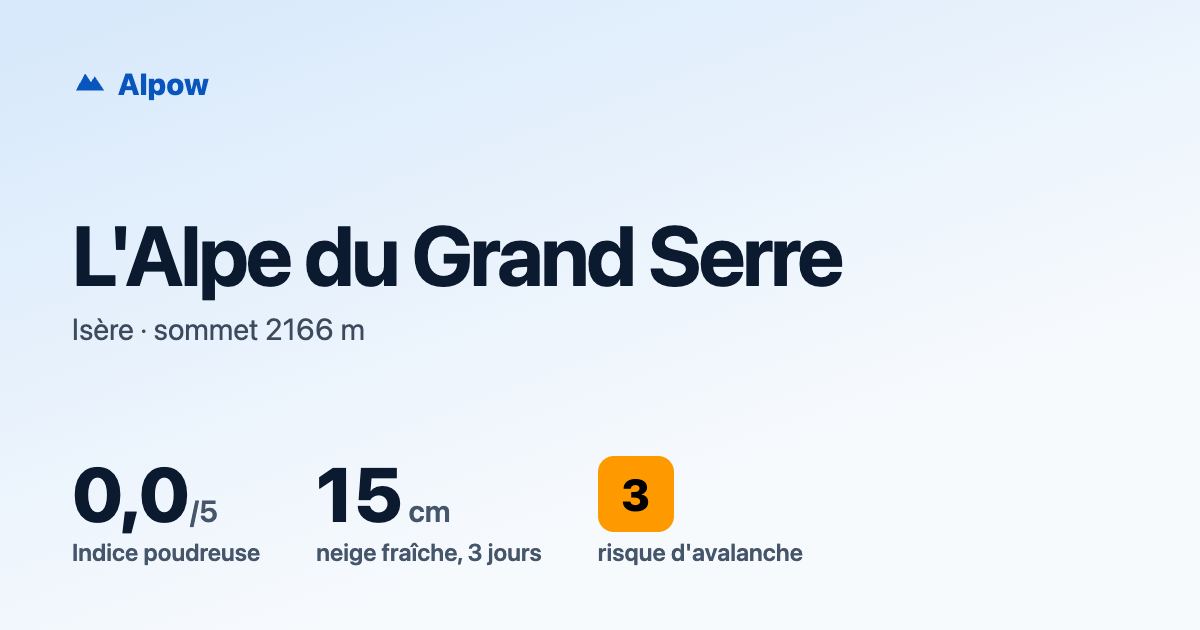 Alpow
L'Alpe du Grand Serre
Isère · sommet 2166 m
0,0/5
Indice poudreuse
15 cm
neige fraîche, 3 jours
3
risque d'avalanche